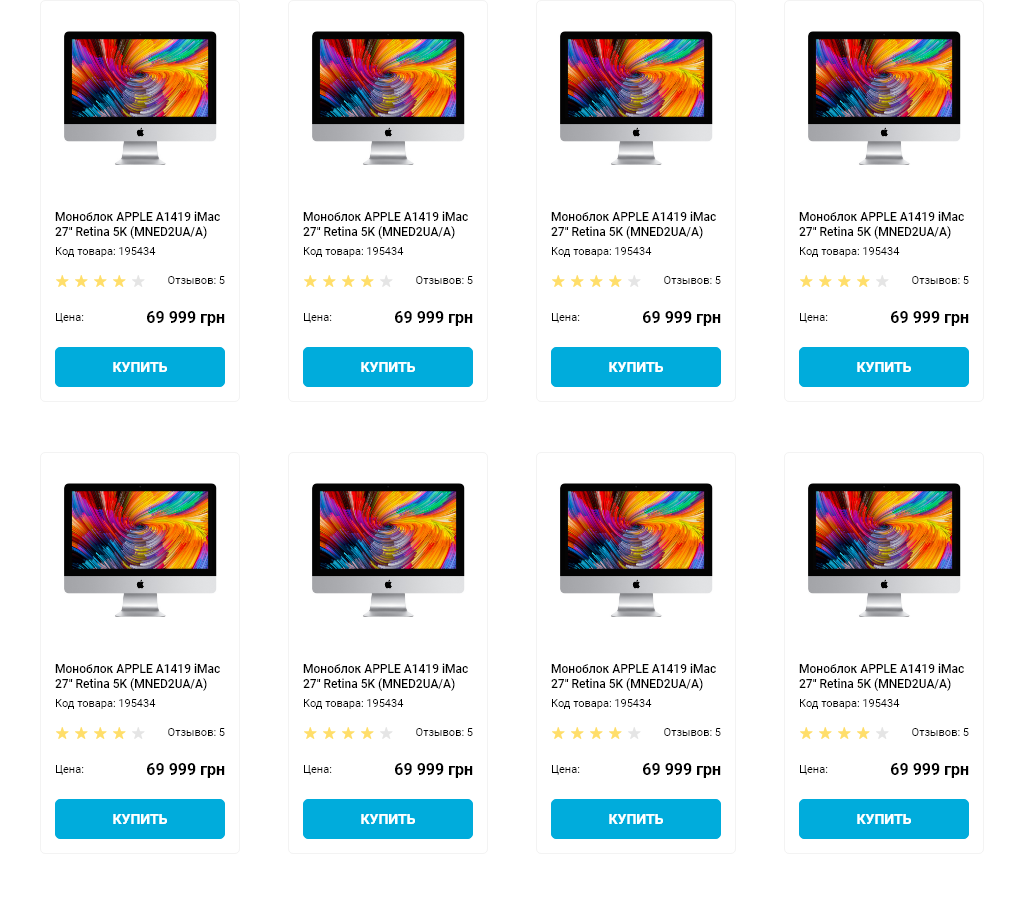 Моноблок APPLE A1419 iMac
27" Retina 5K (MNED2UA/A)
Код товара: 195434
Отзывов: 5
Цена: 69 999 грн
КУПИТЬ
Моноблок APPLE A1419 iMac
27" Retina 5K (MNED2UA/A)
Код товара: 195434
Отзывов: 5
Цена: 69 999 грн
КУПИТЬ
Моноблок APPLE A1419 iMac
27" Retina 5K (MNED2UA/A)
Код товара: 195434
Отзывов: 5
Цена: 69 999 грн
КУПИТЬ
Моноблок APPLE A1419 iMac
27" Retina 5K (MNED2UA/A)
Код товара: 195434
Отзывов: 5
Цена: 69 999 грн
КУПИТЬ
Моноблок APPLE A1419 iMac
27" Retina 5K (MNED2UA/A)
Код товара: 195434
Отзывов: 5
Цена: 69 999 грн
КУПИТЬ
Моноблок APPLE A1419 iMac
27" Retina 5K (MNED2UA/A)
Код товара: 195434
Отзывов: 5
Цена: 69 999 грн
КУПИТЬ
Моноблок APPLE A1419 iMac
27" Retina 5K (MNED2UA/A)
Код товара: 195434
Отзывов: 5
Цена: 69 999 грн
КУПИТЬ
Моноблок APPLE A1419 iMac
27" Retina 5K (MNED2UA/A)
Код товара: 195434
Отзывов: 5
Цена: 69 999 грн
КУПИТЬ